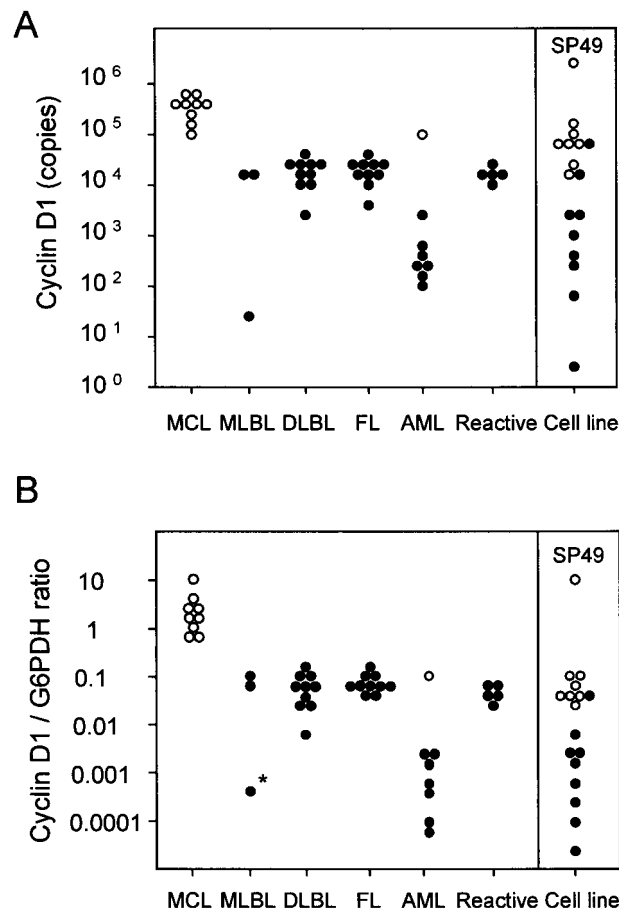 A
SP49
Cyclin D1 (copies)
10 6
10 5
10 4
10 3
10 2
10 1
10 0
MCL MLBL DLBL FL AML Reactive Cell line
B
SP49
Cyclin D1 / G6PDH ratio
10
1
0.1
0.01
0.001
0.0001
*
MCL MLBL DLBL FL AML Reactive Cell line